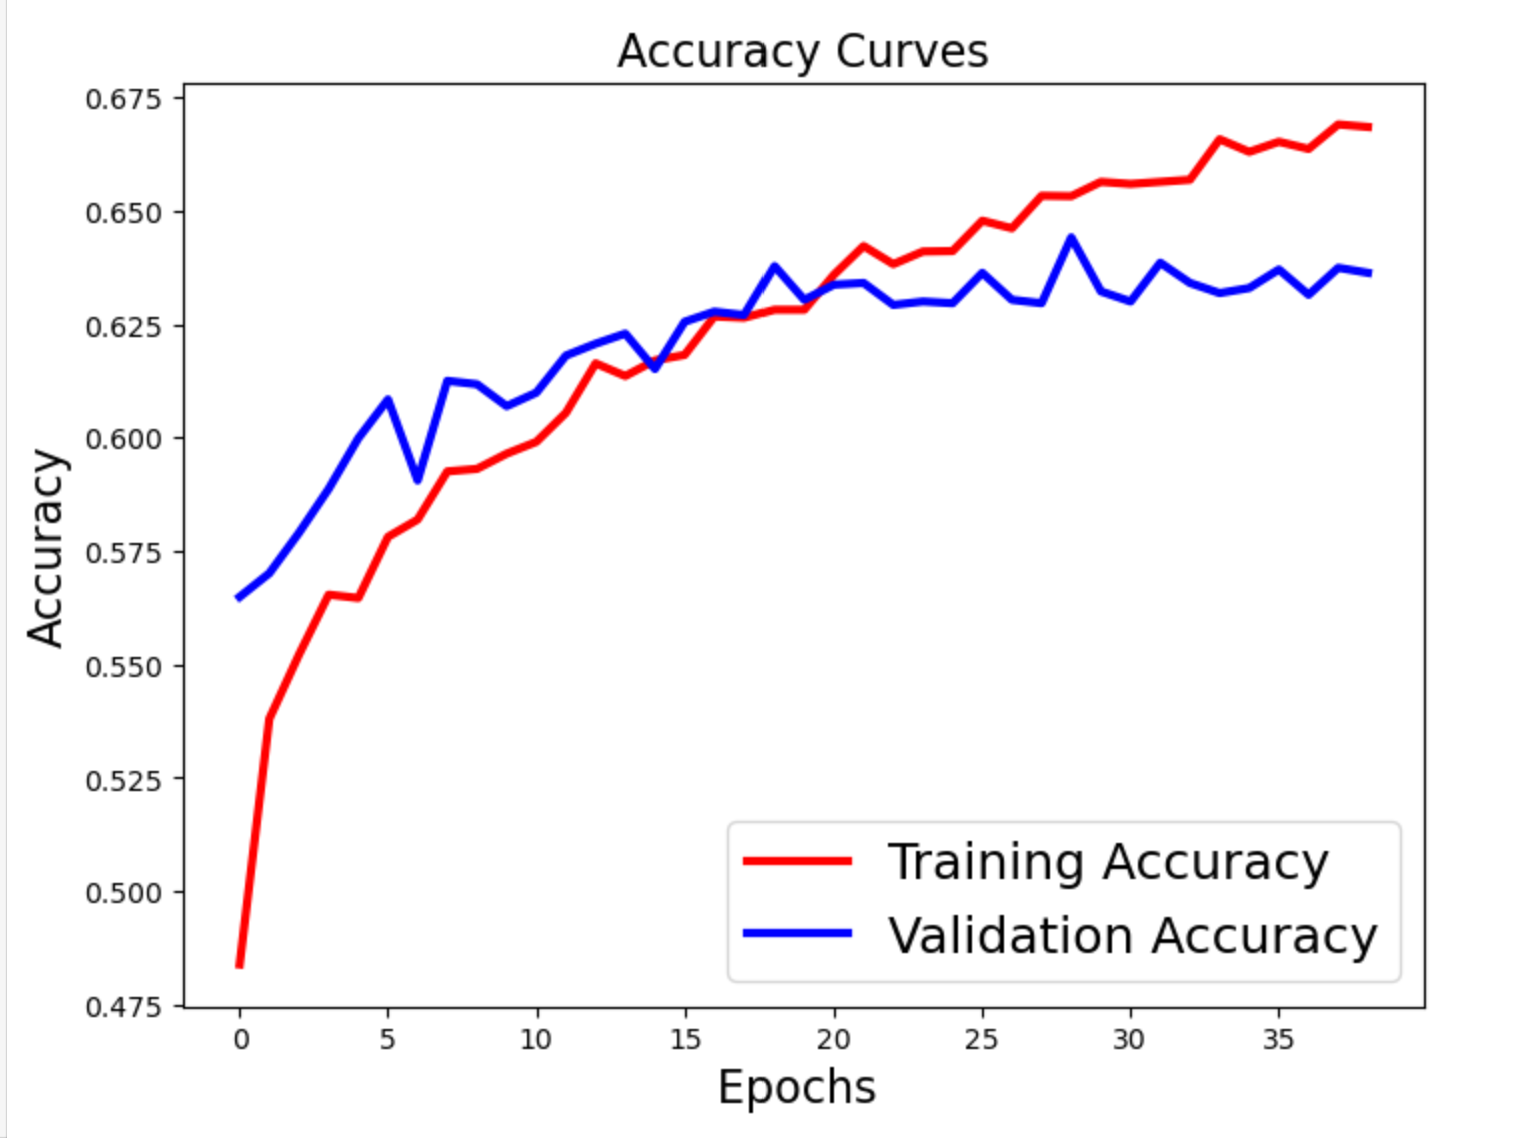 Accuracy Curves
0.675
0.650
0.625
0.600
0.575
0.550
0.525
0.500
0.475
Accuracy
Training Accuracy
Validation Accuracy
0 5 10 15 20 25 30 35
Epochs